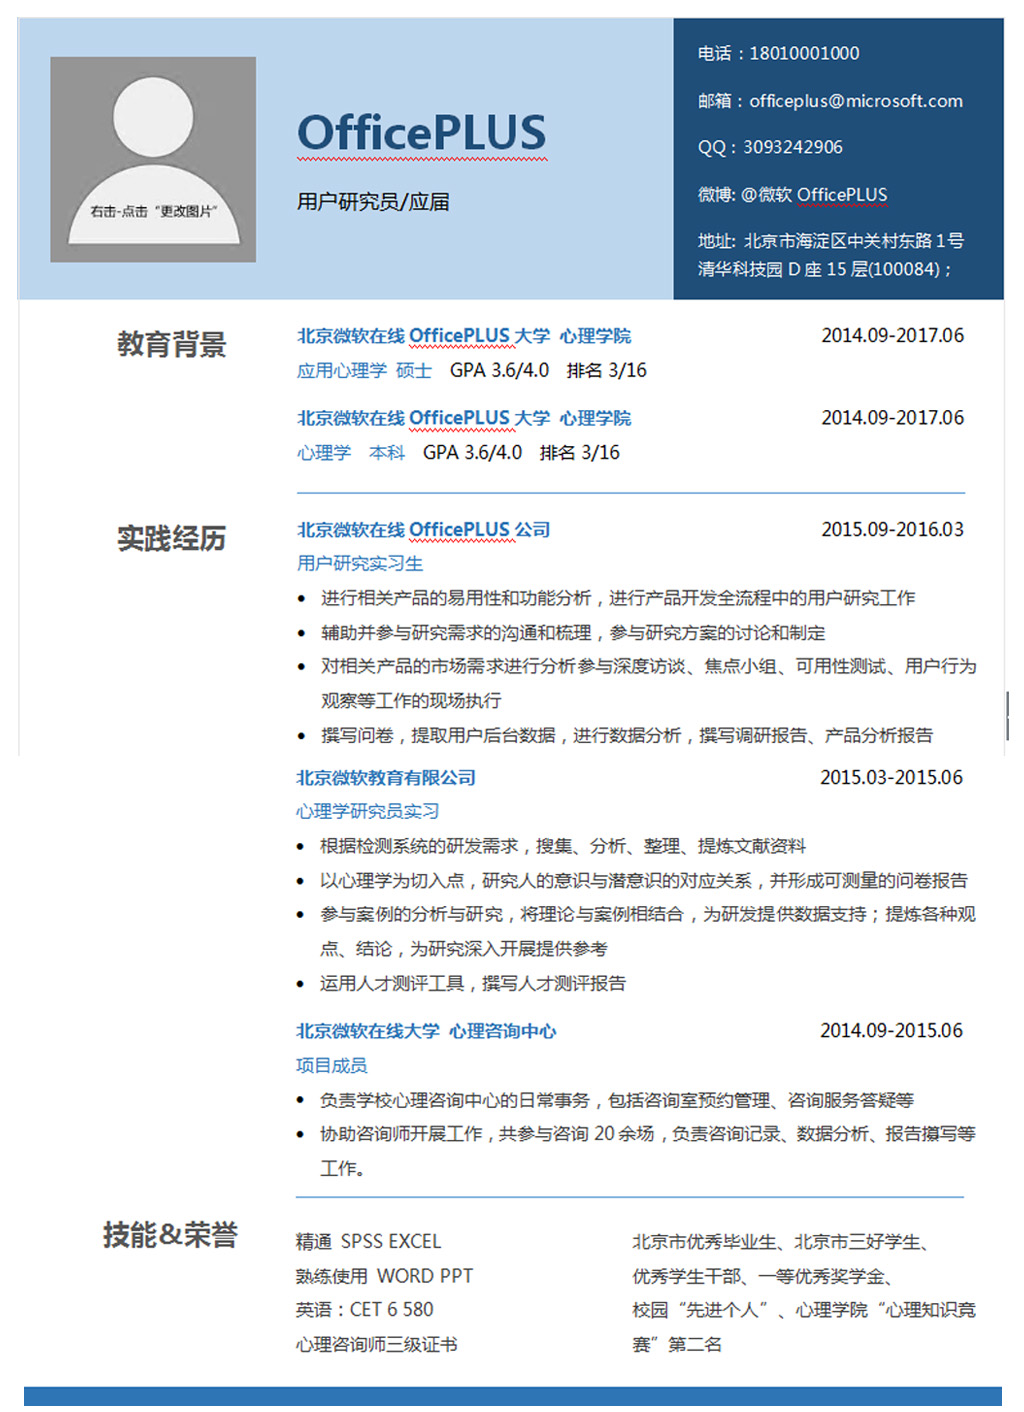 右击-点击“更改图片”
OfficePLUS
用户研究员/应届
电话：18010001000
邮箱：officeplus@microsoft.com
QQ：3093242906
微博: @微软 OfficePLUS
地址: 北京市海淀区中关村东路 1号
清华科技园 D 座 15 层(100084)；
教育背景
北京微软在线 OfficePLUS 大学 心理学院 2014.09-2017.06
应用心理学 硕士 GPA 3.6/4.0 排名 3/16
北京微软在线 OfficePLUS 大学 心理学院 2014.09-2017.06
心理学 本科 GPA 3.6/4.0 排名 3/16
实践经历
北京微软在线 OfficePLUS 公司 2015.09-2016.03
用户研究实习生
• 进行相关产品的易用性和功能分析，进行产品开发全流程中的用户研究工作
• 辅助并参与研究需求的沟通和梳理，参与研究方案的讨论和制定
• 对相关产品的市场需求进行分析参与深度访谈、焦点小组、可用性测试、用户行为
观察等工作的现场执行
• 撰写问卷，提取用户后台数据，进行数据分析，撰写调研报告、产品分析报告
北京微软教育有限公司 2015.03-2015.06
心理学研究员实习
• 根据检测系统的研发需求，搜集、分析、整理、提炼文献资料
• 以心理学为切入点，研究人的意识与潜意识的对应关系，并形成可测量的问卷报告
• 参与案例的分析与研究，将理论与案例相结合，为研发提供数据支持；提炼各种观
点、结论，为研究深入开展提供参考
• 运用人才测评工具，撰写人才测评报告
北京微软在线大学 心理咨询中心 2014.09-2015.06
项目成员
• 负责学校心理咨询中心的日常事务，包括咨询室预约管理、咨询服务答疑等
• 协助咨询师开展工作，共参与咨询 20 余场，负责咨询记录、数据分析、报告撰写等
工作。
技能&荣誉
精通 SPSS EXCEL
熟练使用 WORD PPT
英语：CET 6 580
心理咨询师三级证书
北京市优秀毕业生、北京市三好学生、
优秀学生干部、一等优秀奖学金、
校园“先进个人”、心理学院“心理知识竞
赛”第二名